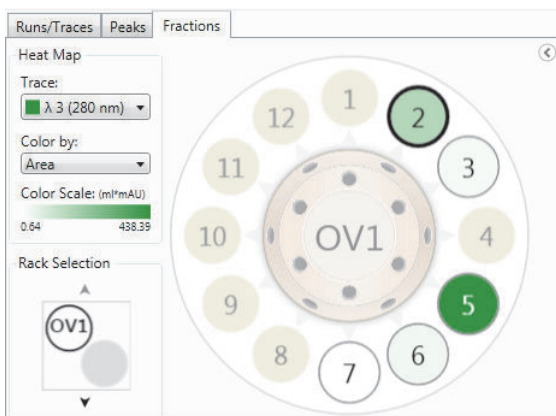 Runs/Traces Peaks Fractions
Heat Map
Trace:
λ 3 (280 nm)
Color by:
Area
Color Scale: (ml*mAU)
0.64 438.39
Rack Selection
OV1
1
2
3
4
5
6
7
8
9
10
11
12
OV1